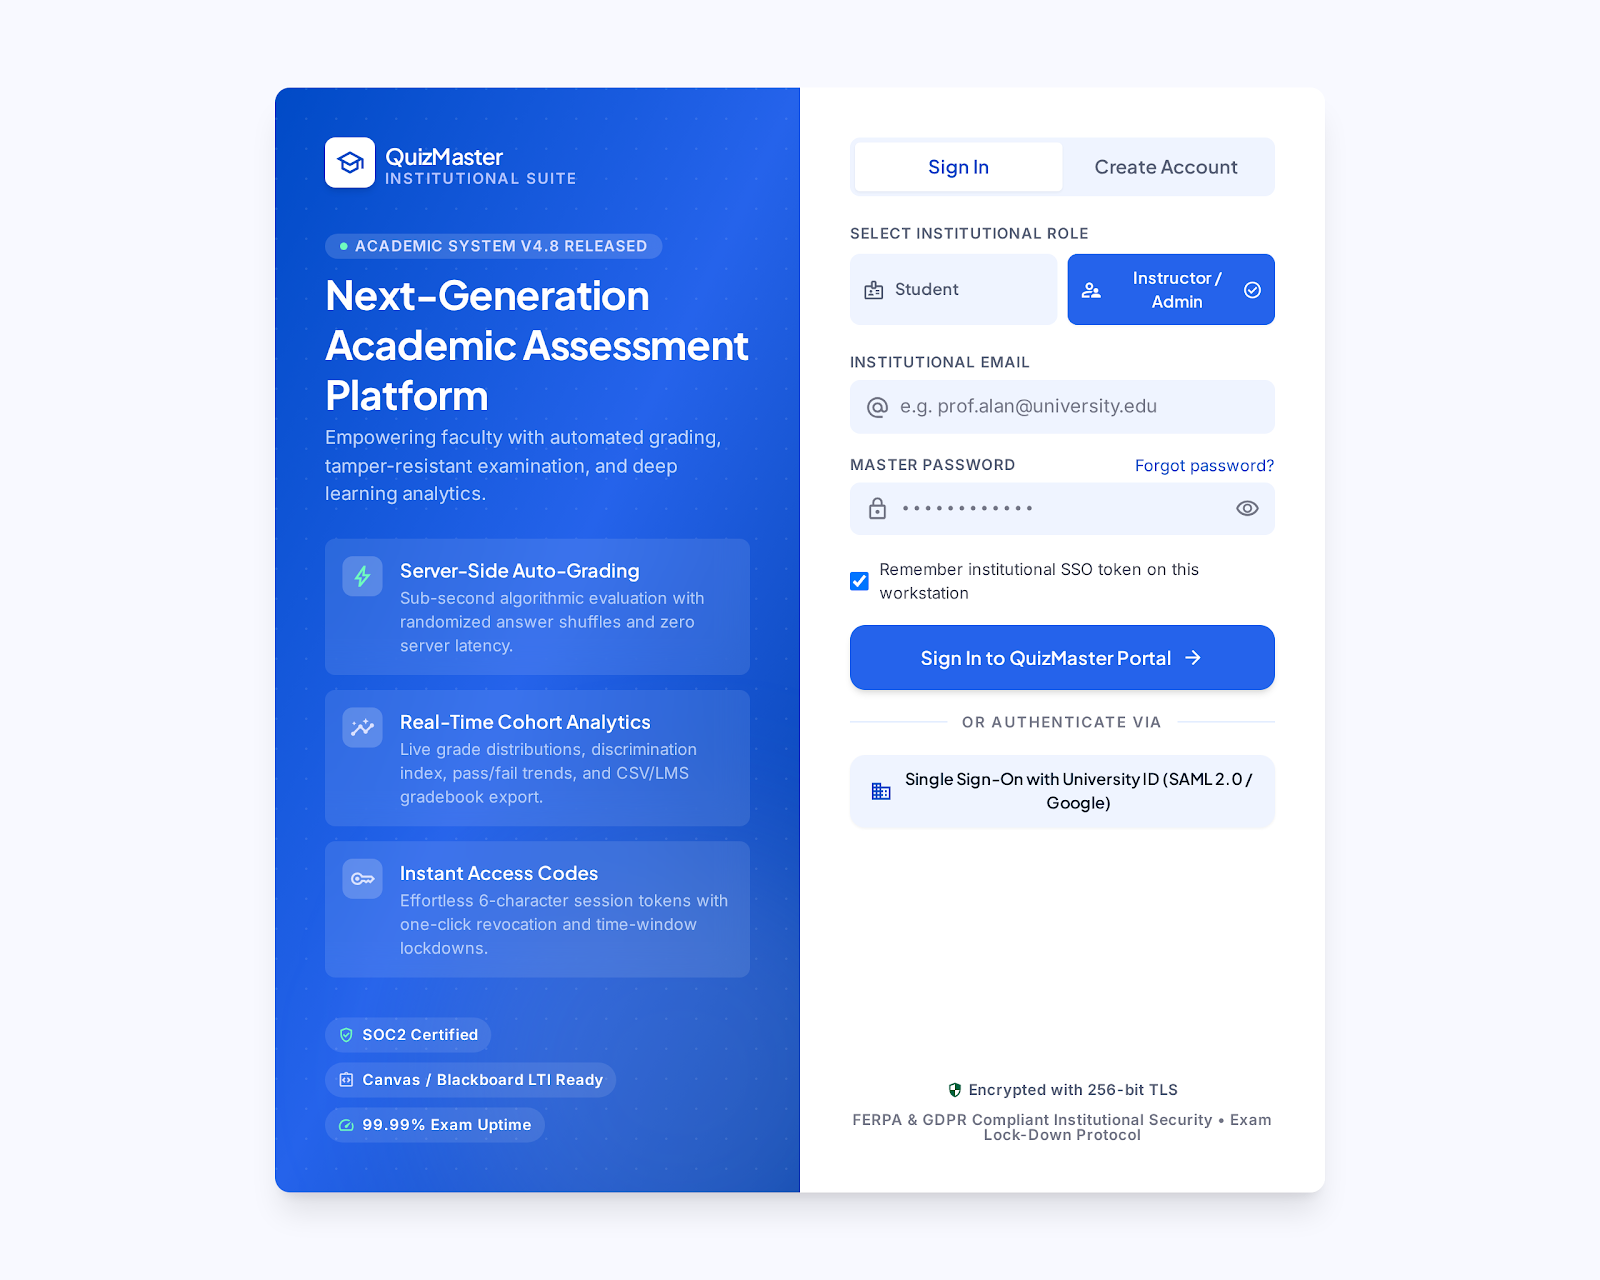 QuizMaster
INSTITUTIONAL SUITE
ACADEMIC SYSTEM V4.8 RELEASED
Next-Generation
Academic Assessment
Platform
Empowering faculty with automated grading,
tamper-resistant examination, and deep
learning analytics.
Server-Side Auto-Grading
Sub-second algorithmic evaluation with
randomized answer shuffles and zero
server latency.
Real-Time Cohort Analytics
Live grade distributions, discrimination
index, pass/fail trends, and CSV/LMS
gradebook export.
Instant Access Codes
Effortless 6-character session tokens with
one-click revocation and time-window
lockdowns.
SOC2 Certified
Canvas / Blackboard LTI Ready
99.99% Exam Uptime
Sign In
Create Account
SELECT INSTITUTIONAL ROLE
Student
Instructor /
Admin
INSTITUTIONAL EMAIL
e.g. prof.alan@university.edu
MASTER PASSWORD
Forgot password?
••••••••••••
Remember institutional SSO token on this
workstation
Sign In to QuizMaster Portal
OR AUTHENTICATE VIA
Single Sign-On with University ID (SAML 2.0 /
Google)
Encrypted with 256-bit TLS
FERPA & GDPR Compliant Institutional Security • Exam
Lock-Down Protocol